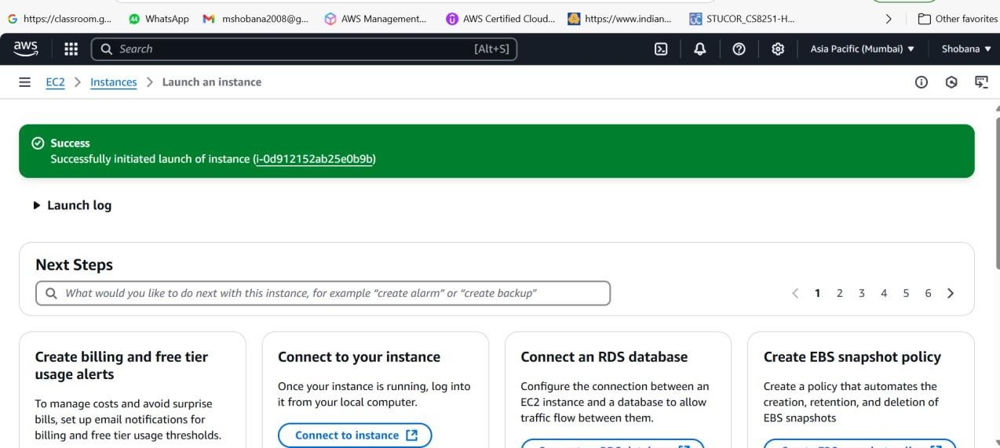 https://classroom.g...
44 WhatsApp
mshobana2008@g...
AWS Management...
AWS Certified Cloud...
https://www.indian...
STUCOR_CS8251-H...
Other favorites
aws
Search [Alt+S]
Asia Pacific (Mumbai)
Shobana
EC2 Instances Launch an instance
Success
Successfully initiated launch of instance (i-0d912152ab25e0b9b)
Launch log
Next Steps
What would you like to do next with this instance, for example “create alarm” or “create backup”
1 2 3 4 5 6
Create billing and free tier
usage alerts
To manage costs and avoid surprise
bills, set up email notifications for
billing and free tier usage thresholds.
Connect to your instance
Once your instance is running, log into
it from your local computer.
Connect to instance
Connect an RDS database
Configure the connection between an
EC2 instance and a database to allow
traffic flow between them.
Create EBS snapshot policy
Create a policy that automates the
creation, retention, and deletion of
EBS snapshots